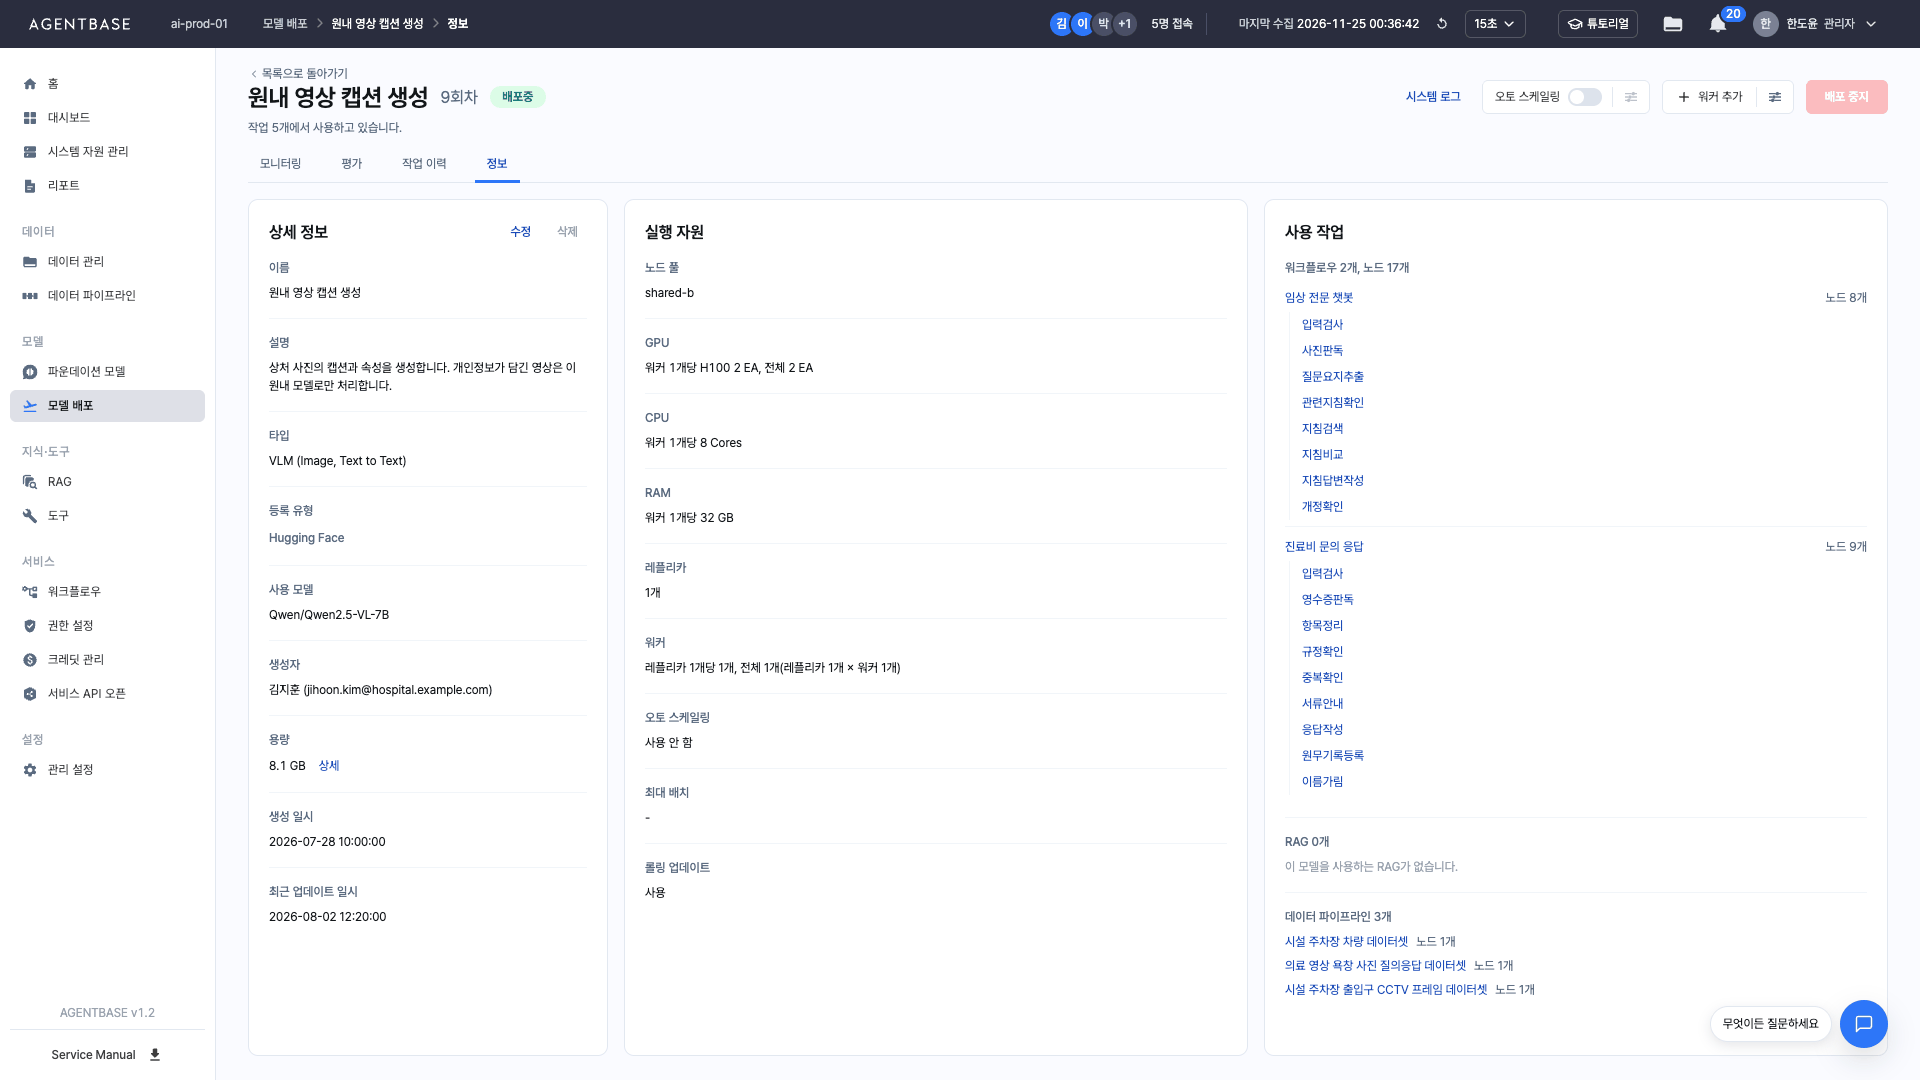 AGENTBASE
ai-prod-01
모델 배포
원내 영상 캡션 생성
정보
김
이
박
+1
5명 접속
마지막 수집 2026-11-25 00:36:42
15초
튜토리얼
20
한
한도윤 관리자
홈
대시보드
시스템 자원 관리
리포트
데이터
데이터 관리
데이터 파이프라인
모델
파운데이션 모델
모델 배포
지식·도구
RAG
도구
서비스
워크플로우
권한 설정
크레딧 관리
서비스 API 오픈
설정
관리 설정
AGENTBASE v1.2
Service Manual
목록으로 돌아가기
원내 영상 캡션 생성 9회차 배포중
작업 5개에서 사용하고 있습니다.
시스템 로그
오토 스케일링
워커 추가
배포 중지
모니터링
평가
작업 이력
정보
상세 정보
수정
삭제
이름
원내 영상 캡션 생성
설명
상처 사진의 캡션과 속성을 생성합니다. 개인정보가 담긴 영상은 이
원내 모델로만 처리합니다.
타입
VLM (Image, Text to Text)
등록 유형
Hugging Face
사용 모델
Qwen/Qwen2.5-VL-7B
생성자
김지훈 (jihoon.kim@hospital.example.com)
용량
8.1 GB 상세
생성 일시
2026-07-28 10:00:00
최근 업데이트 일시
2026-08-02 12:20:00
실행 자원
노드 풀
shared-b
GPU
워커 1개당 H100 2 EA, 전체 2 EA
CPU
워커 1개당 8 Cores
RAM
워커 1개당 32 GB
레플리카
1개
워커
레플리카 1개당 1개, 전체 1개(레플리카 1개 × 워커 1개)
오토 스케일링
사용 안 함
최대 배치
-
롤링 업데이트
사용
사용 작업
워크플로우 2개, 노드 17개
임상 전문 챗봇 노드 8개
입력검사
사진판독
질문요지추출
관련지침확인
지침검색
지침비교
지침답변작성
개정확인
진료비 문의 응답 노드 9개
입력검사
영수증판독
항목정리
규정확인
중복확인
서류안내
응답작성
원무기록등록
이름가림
RAG 0개
이 모델을 사용하는 RAG가 없습니다.
데이터 파이프라인 3개
시설 주차장 차량 데이터셋 노드 1개
의료 영상 욕창 사진 질의응답 데이터셋 노드 1개
시설 주차장 출입구 CCTV 프레임 데이터셋 노드 1개
무엇이든 질문하세요